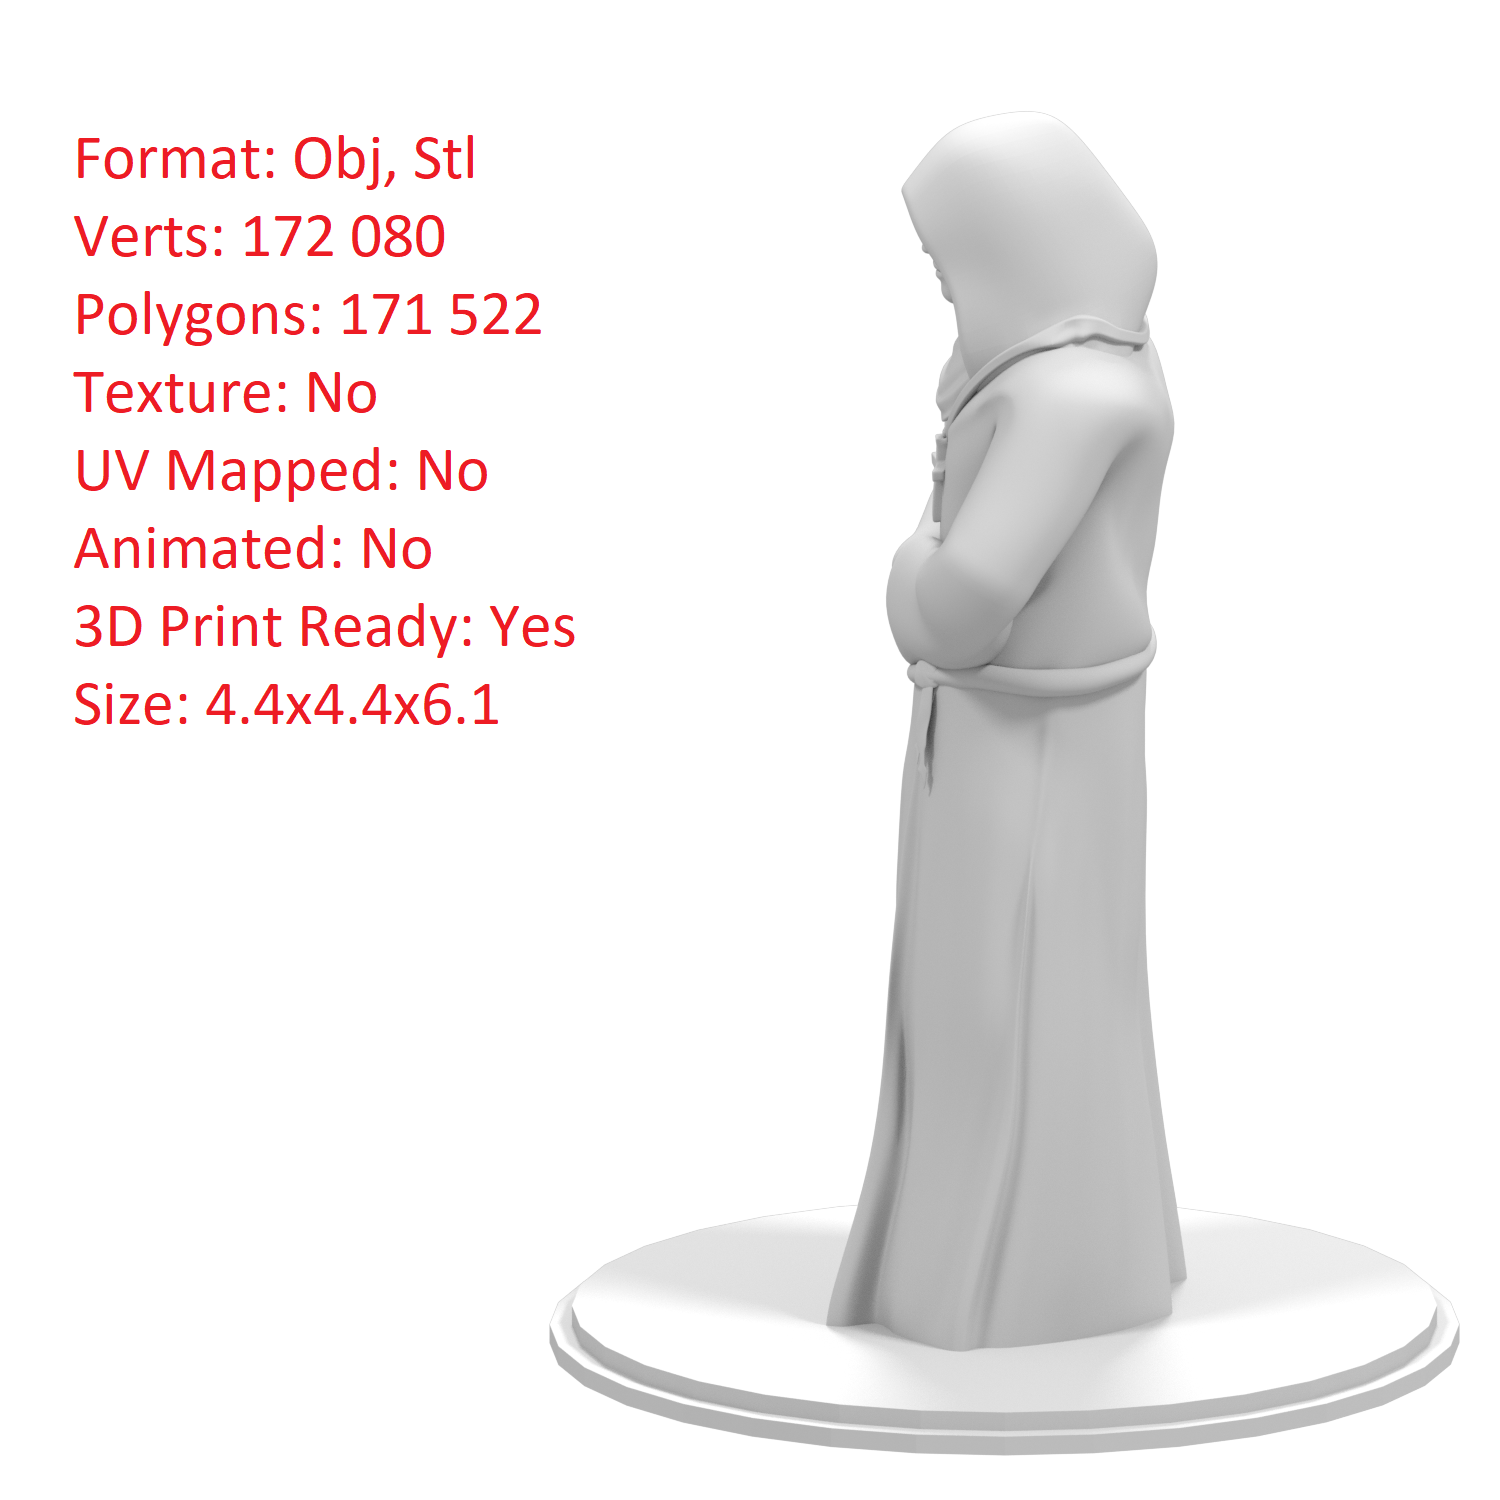 Format: Obj, Stl
Verts: 172 080
Polygons: 171 522
Texture: No
UV Mapped: No
Animated: No
3D Print Ready: Yes
Size: 4.4x4.4x6.1